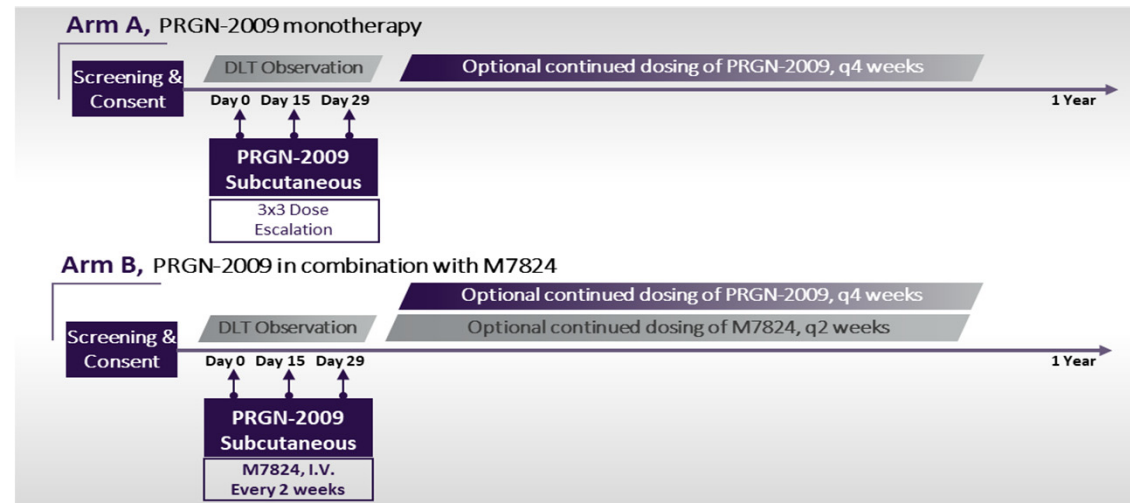 Arm A, PRGN-2009 monotherapy
Screening &
Consent
DLT Observation
Optional continued dosing of PRGN-2009, q4 weeks
Day 0 Day 15 Day 29
1 Year
PRGN-2009
Subcutaneous
3x3 Dose
Escalation
Arm B, PRGN-2009 in combination with M7824
Optional continued dosing of PRGN-2009, q4 weeks
Screening &
Consent
DLT Observation
Optional continued dosing of M7824, q2 weeks
Day 0 Day 15 Day 29
1 Year
PRGN-2009
Subcutaneous
M7824, I.V.
Every 2 weeks